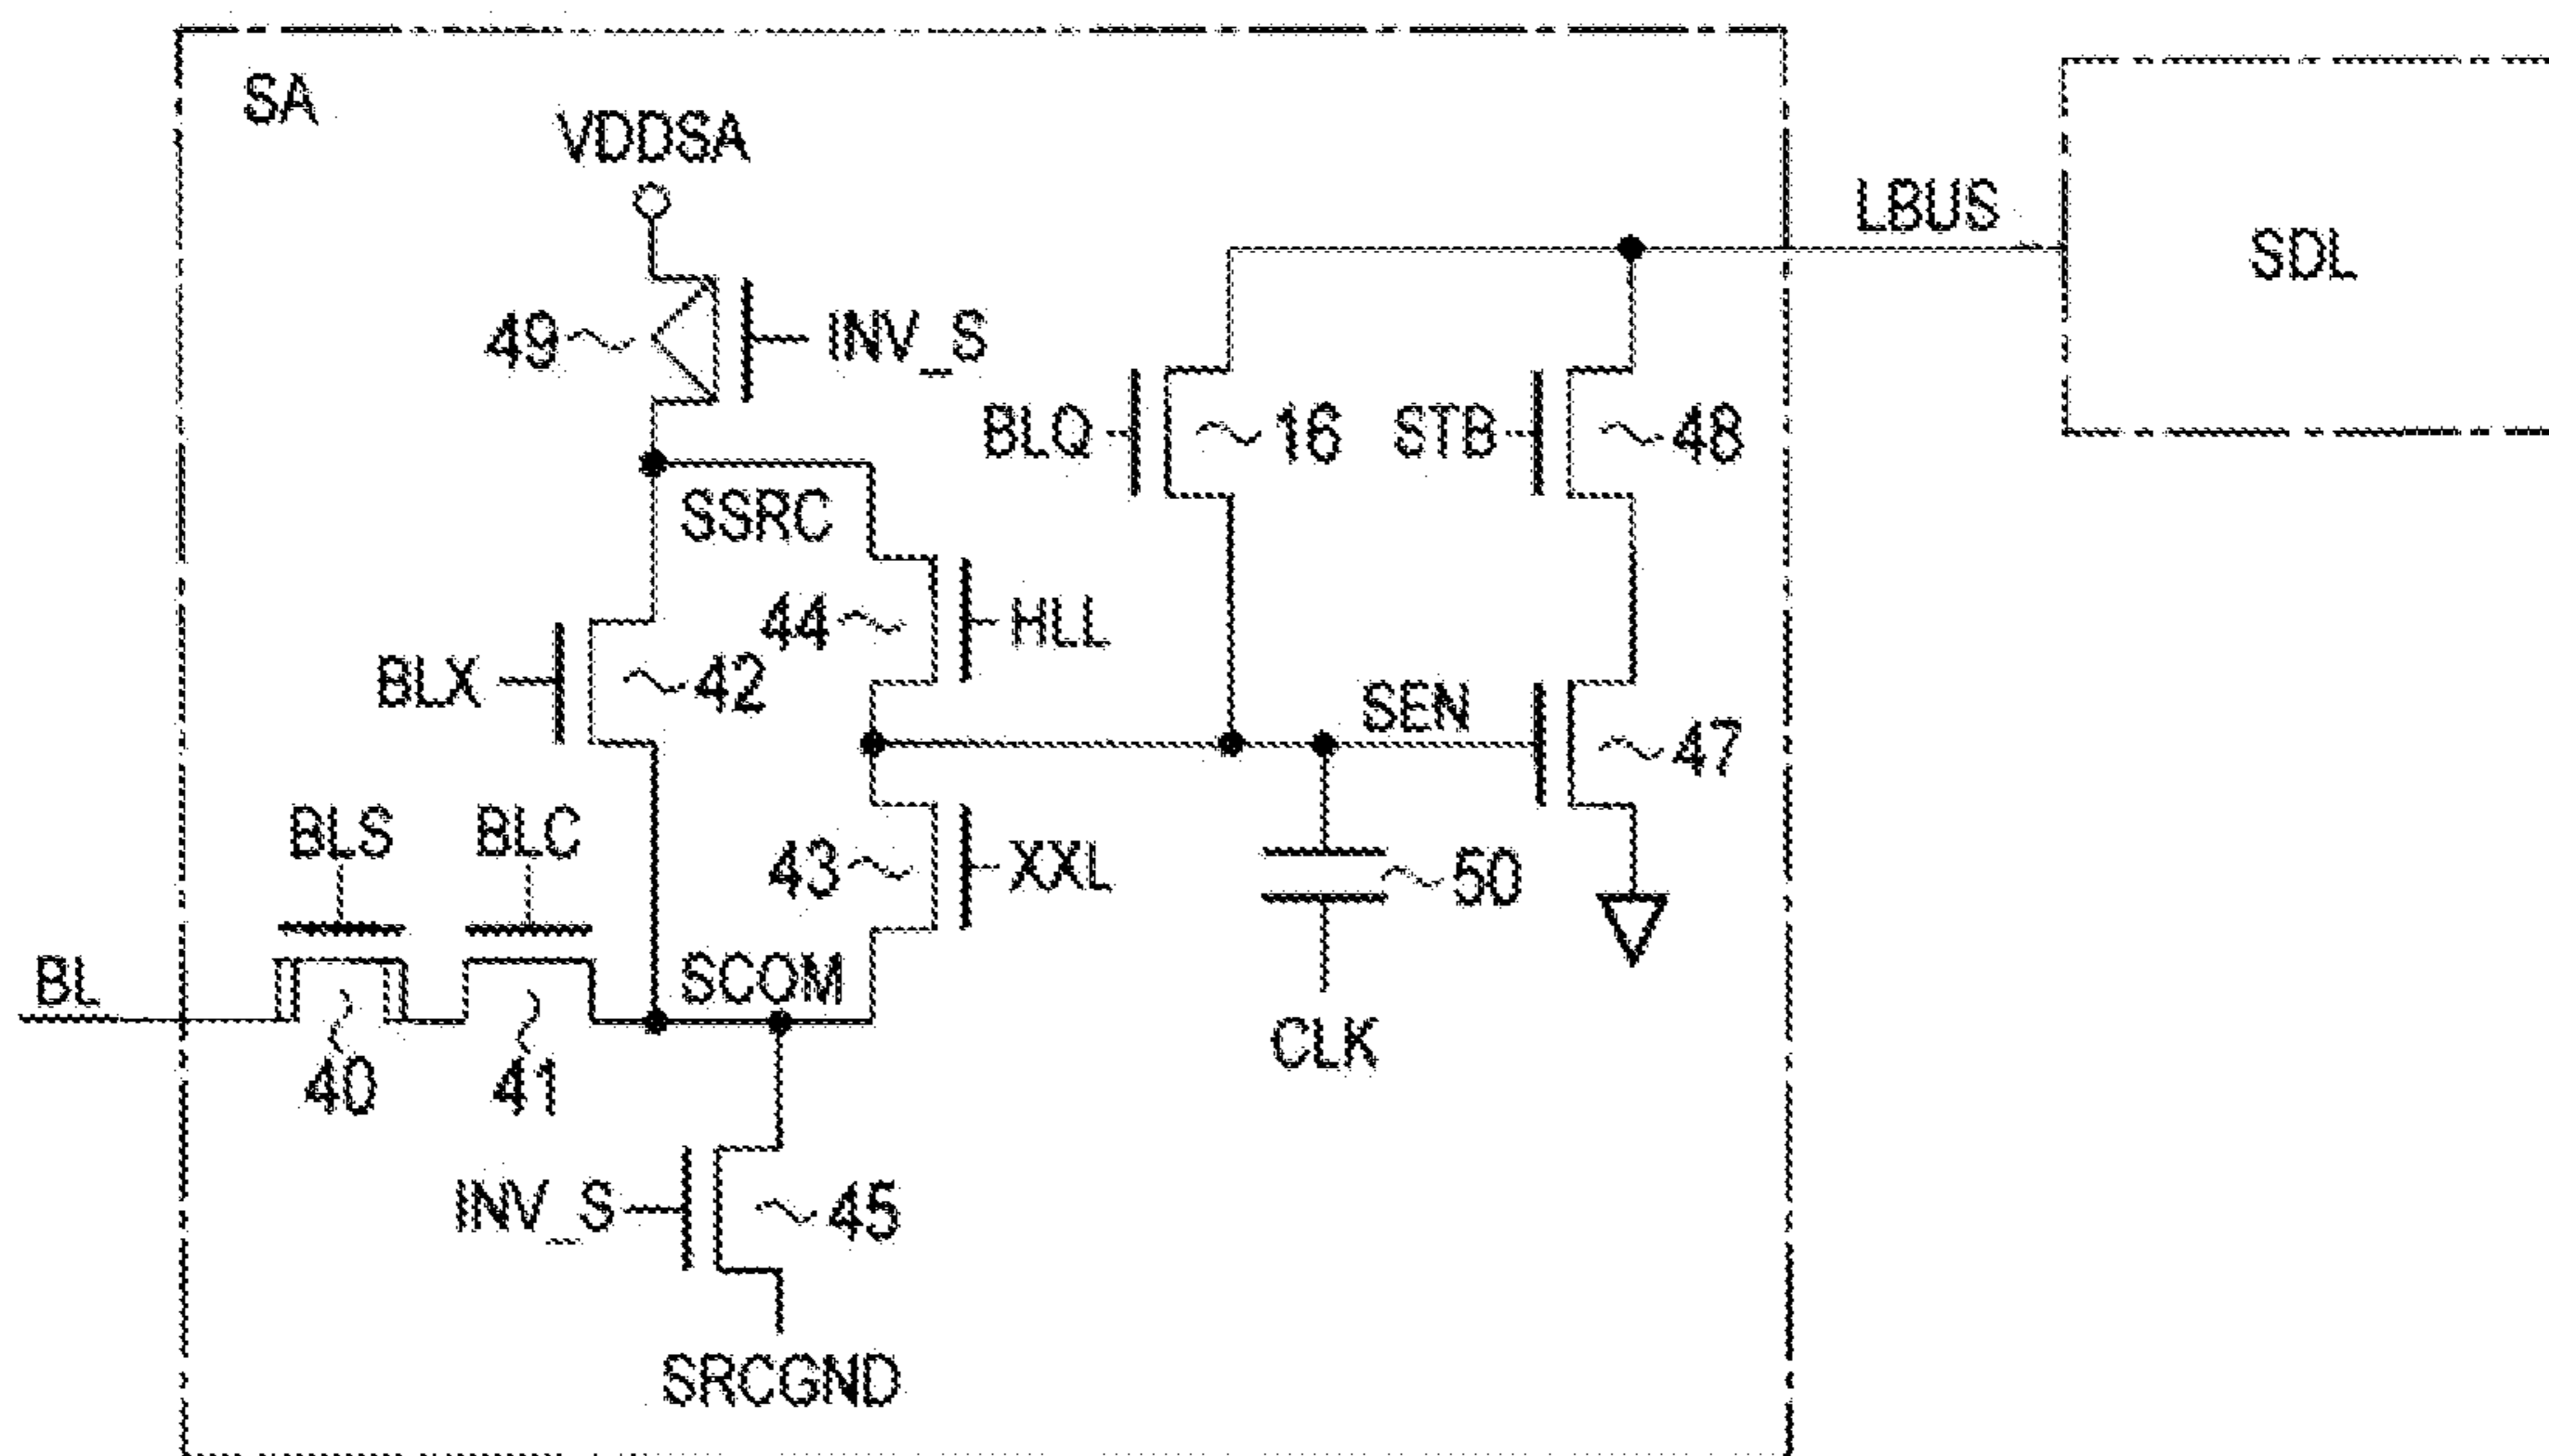 SA
VDDSA
LBUS
SDL
49
INV_S
BLQ
16
STB
48
SSRC
44
HLL
BLX
42
SEN
47
BLS
BLC
43
XXL
50
BL
SCOM
40
41
CLK
INV_S
45
SRCGND